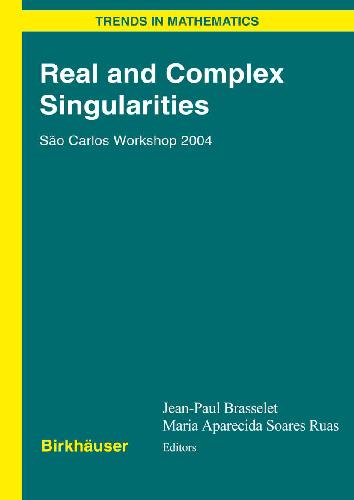 TRENDS IN MATHEMATICS
Real and Complex
Singularities
São Carlos Workshop 2004
Jean-Paul Brasselet
Maria Aparecida Soares Ruas
Birkhäuser
Editors